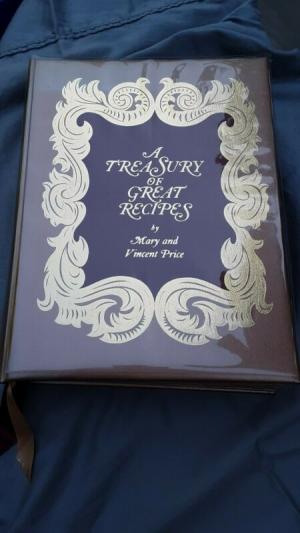 A
TREASURY
OF
GREAT
RECIPES
by
Mary and
Vincent Price